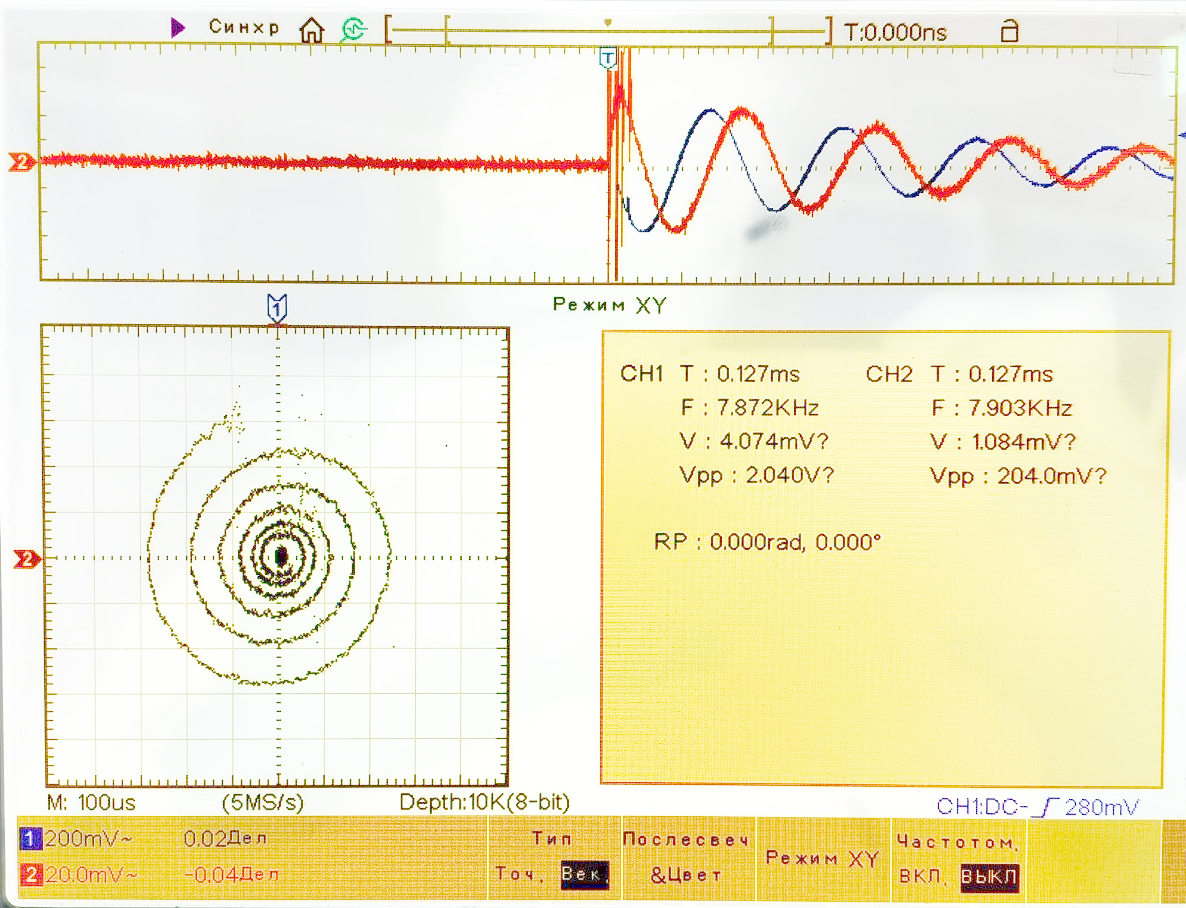 Синхр T:0.000ns
T
2
Режим XY
1
2
CH1 T : 0.127ms CH2 T : 0.127ms
F : 7.872KHz F : 7.903KHz
V : 4.074mV? V : 1.084mV?
Vpp : 2.040V? Vpp : 204.0mV?
RP : 0.000rad, 0.000°
M: 100us (5MS/s) Depth:10K(8-bit) CH1:DC- 280mV
1 200mV~ 0.02Дел Тип Послесвеч Режим XY Частотом.
2 20.0mV~ -0.04Дел Точ. Век. &Цвет ВКЛ. ВЫКЛ